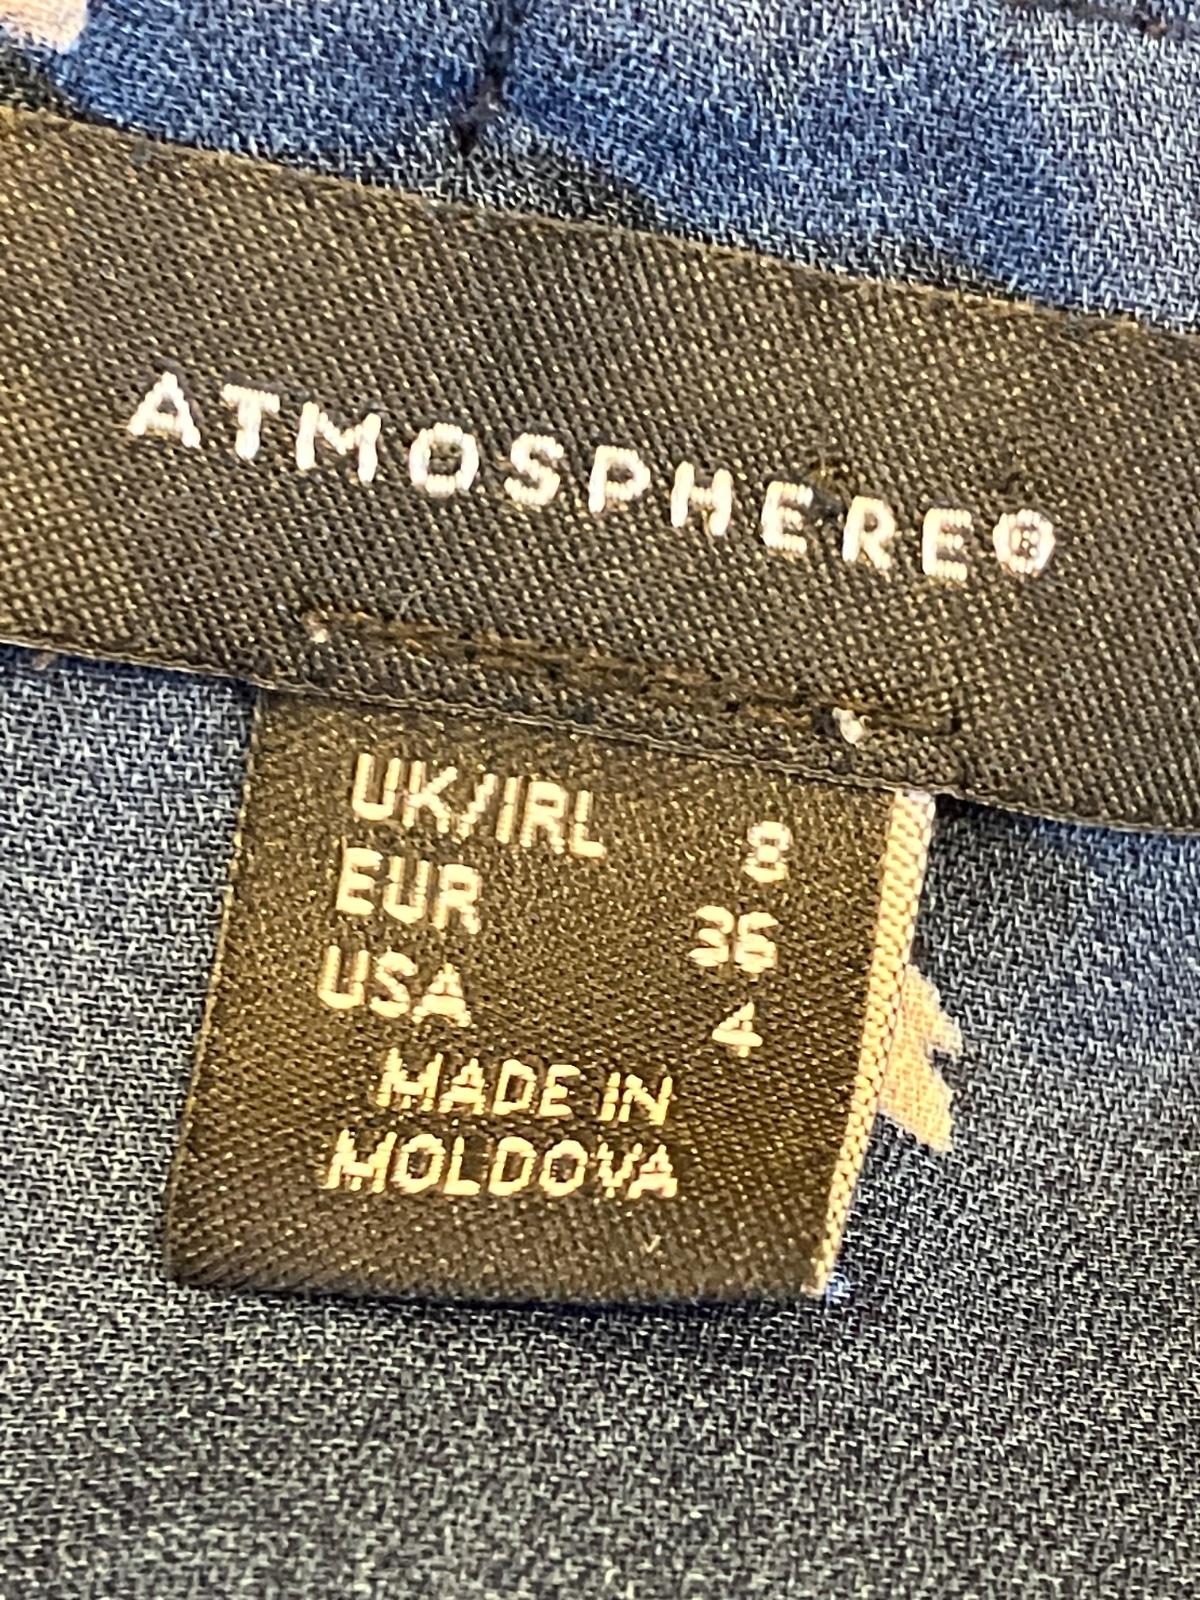 ATMOSPHERE®
UK/IRL 8
EUR 36
USA 4
MADE IN
MOLDOVA